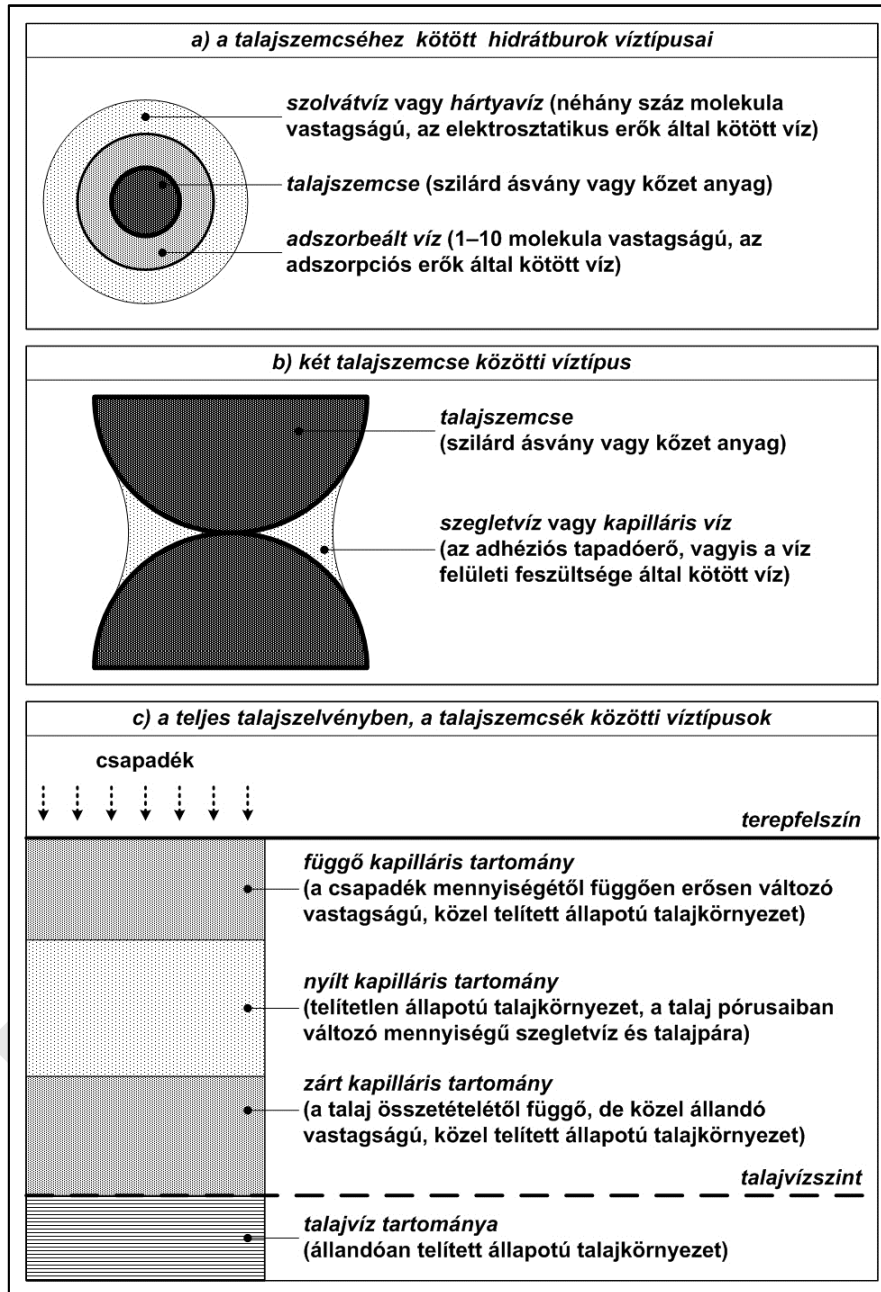 a) a talajszemcséhez kötött hidrátburok víztípusai
szolvátvíz vagy hártyavíz (néhány száz molekula
vastagságú, az elektrosztatikus erők által kötött víz)
talajszemcse (szilárd ásvány vagy kőzet anyag)
adszorbeált víz (1–10 molekula vastagságú, az
adszorpciós erők által kötött víz)
b) két talajszemcse közötti víztípus
talajszemcse
(szilárd ásvány vagy kőzet anyag)
szegletvíz vagy kapilláris víz
(az adhéziós tapadóerő, vagyis a víz
felületi feszültsége által kötött víz)
c) a teljes talajszelvényben, a talajszemcsék közötti víztípusok
csapadék
terepfelszín
függő kapilláris tartomány
(a csapadék mennyiségétől függően erősen változó
vastagságú, közel telített állapotú talajkörnyezet)
nyílt kapilláris tartomány
(telítetlen állapotú talajkörnyezet, a talaj pórusaiban
változó mennyiségű szegletvíz és talajpára)
zárt kapilláris tartomány
(a talaj összetételétől függő, de közel állandó
vastagságú, közel telített állapotú talajkörnyezet)
talajvízszint
talajvíz tartománya
(állandóan telített állapotú talajkörnyezet)